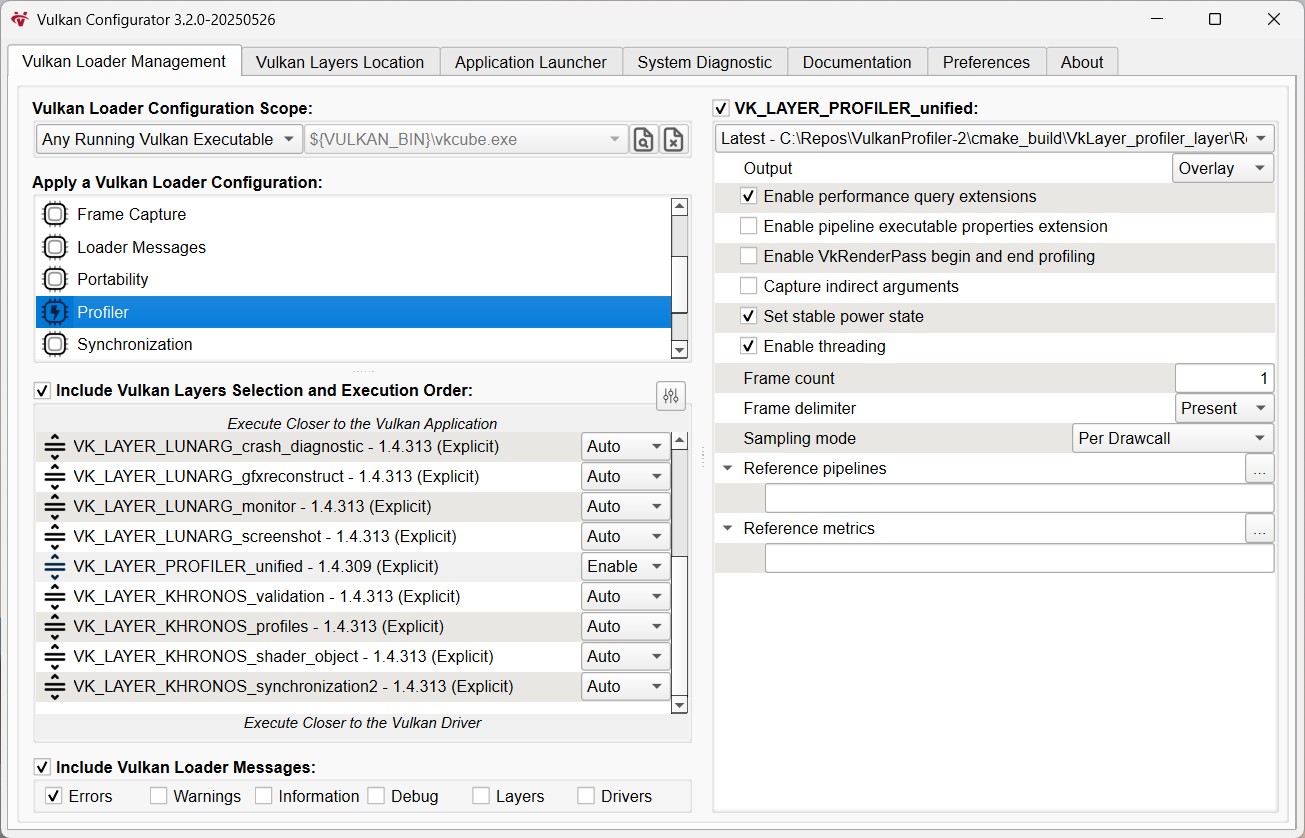 Vulkan Configurator 3.2.0-20250526
Vulkan Loader Management
Vulkan Layers Location
Application Launcher
System Diagnostic
Documentation
Preferences
About
Vulkan Loader Configuration Scope:
Any Running Vulkan Executable
${VULKAN_BIN}\vkcube.exe
Apply a Vulkan Loader Configuration:
Frame Capture
Loader Messages
Portability
Profiler
Synchronization
Include Vulkan Layers Selection and Execution Order:
Execute Closer to the Vulkan Application
VK_LAYER_LUNARG_crash_diagnostic - 1.4.313 (Explicit) Auto
VK_LAYER_LUNARG_gfxreconstruct - 1.4.313 (Explicit) Auto
VK_LAYER_LUNARG_monitor - 1.4.313 (Explicit) Auto
VK_LAYER_LUNARG_screenshot - 1.4.313 (Explicit) Auto
VK_LAYER_PROFILER_unified - 1.4.309 (Explicit) Enable
VK_LAYER_KHRONOS_validation - 1.4.313 (Explicit) Auto
VK_LAYER_KHRONOS_profiles - 1.4.313 (Explicit) Auto
VK_LAYER_KHRONOS_shader_object - 1.4.313 (Explicit) Auto
VK_LAYER_KHRONOS_synchronization2 - 1.4.313 (Explicit) Auto
Execute Closer to the Vulkan Driver
Include Vulkan Loader Messages:
Errors Warnings Information Debug Layers Drivers
VK_LAYER_PROFILER_unified:
Latest - C:\Repos\VulkanProfiler-2\cmake_build\VkLayer_profiler_layer\R
Output Overlay
Enable performance query extensions
Enable pipeline executable properties extension
Enable VkRenderPass begin and end profiling
Capture indirect arguments
Set stable power state
Enable threading
Frame count 1
Frame delimiter Present
Sampling mode Per Drawcall
Reference pipelines ...
Reference metrics ...